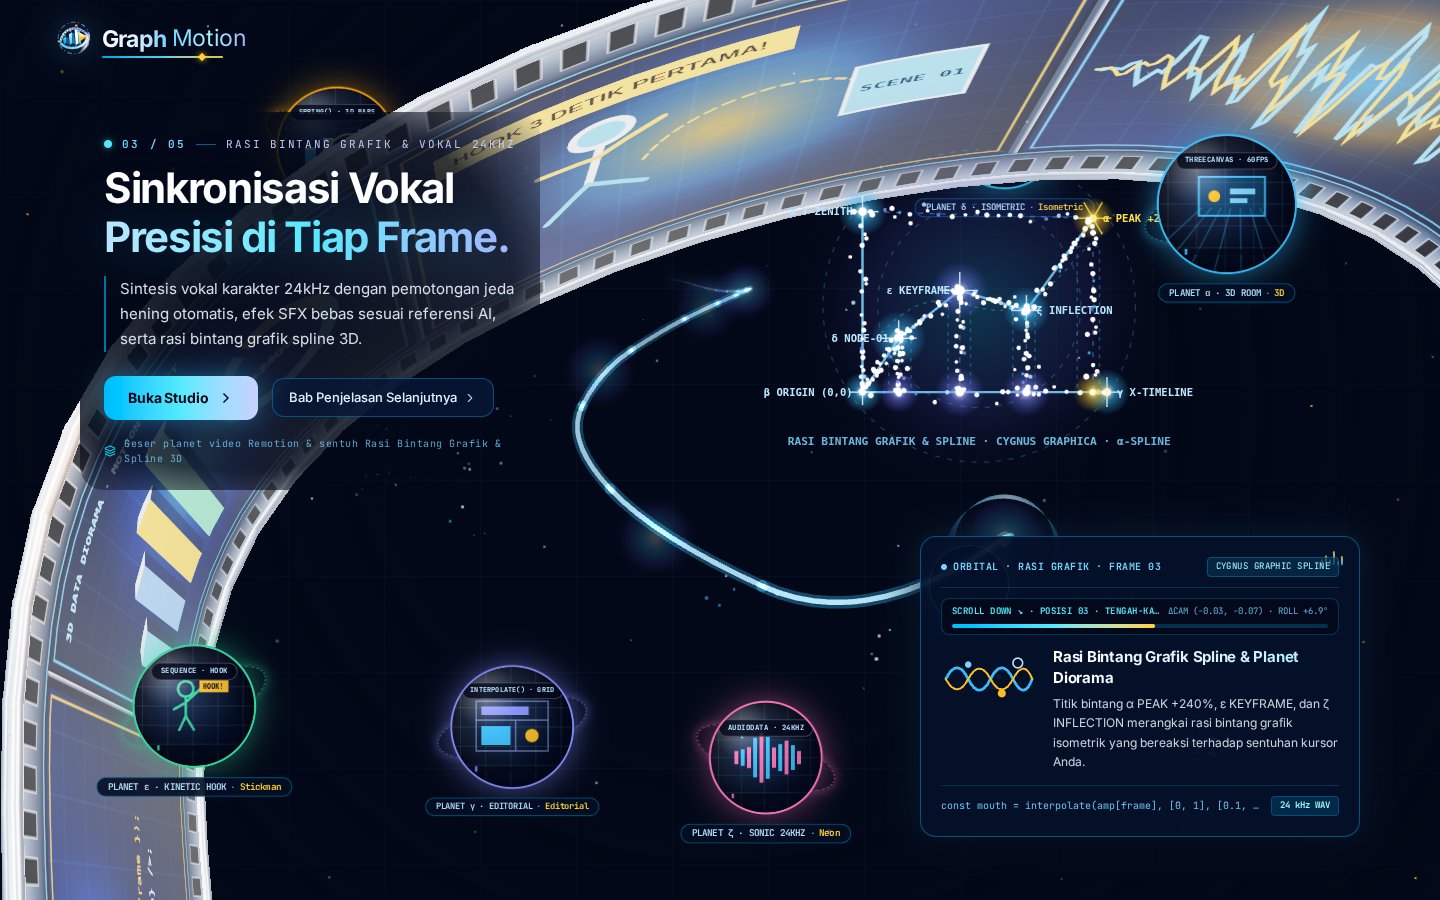 Graph Motion
SPRING() · 3D BARS
HOOK 3 DETIK PERTAMA!
SCENE 01
03 / 05 — RASI BINTANG GRAFIK & VOKAL 24KHZ
Sinkronisasi Vokal
Presisi di Tiap Frame.
Sintesis vokal karakter 24kHz dengan pemotongan jeda
hening otomatis, efek SFX bebas sesuai referensi AI,
serta rasi bintang grafik spline 3D.
Buka Studio
Bab Penjelasan Selanjutnya
Geser planet video Remotion & sentuh Rasi Bintang Grafik &
Spline 3D
THREECANVAS · 60FPS
PLANET α · 3D ROOM · 3D
ZENITH
PLANET δ · ISOMETRIC · Isometric
α PEAK +2
ε KEYFRAME
ζ INFLECTION
δ NODE-01
β ORIGIN (0,0)
γ X-TIMELINE
RASI BINTANG GRAFIK & SPLINE · CYGNUS GRAPHICA · α-SPLINE
3D DATA DIORAMA
SEQUENCE · HOOK
HOOK!
PLANET ε · KINETIC HOOK · Stickman
INTERPOLATE() · GRID
PLANET γ · EDITORIAL · Editorial
AUDIODATA · 24KHZ
PLANET ζ · SONIC 24KHZ · Neon
ORBITAL · RASI GRAFIK · FRAME 03
CYGNUS GRAPHIC SPLINE
SCROLL DOWN ↘ · POSISI 03 · TENGAH-KA… ΔCAM (-0.03, -0.07) · ROLL +6.9°
Rasi Bintang Grafik Spline & Planet
Diorama
Titik bintang α PEAK +240%, ε KEYFRAME, dan ζ
INFLECTION merangkai rasi bintang grafik
isometrik yang bereaksi terhadap sentuhan kursor
Anda.
const mouth = interpolate(amp[frame], [0, 1], [0.1, …
24 kHz WAV